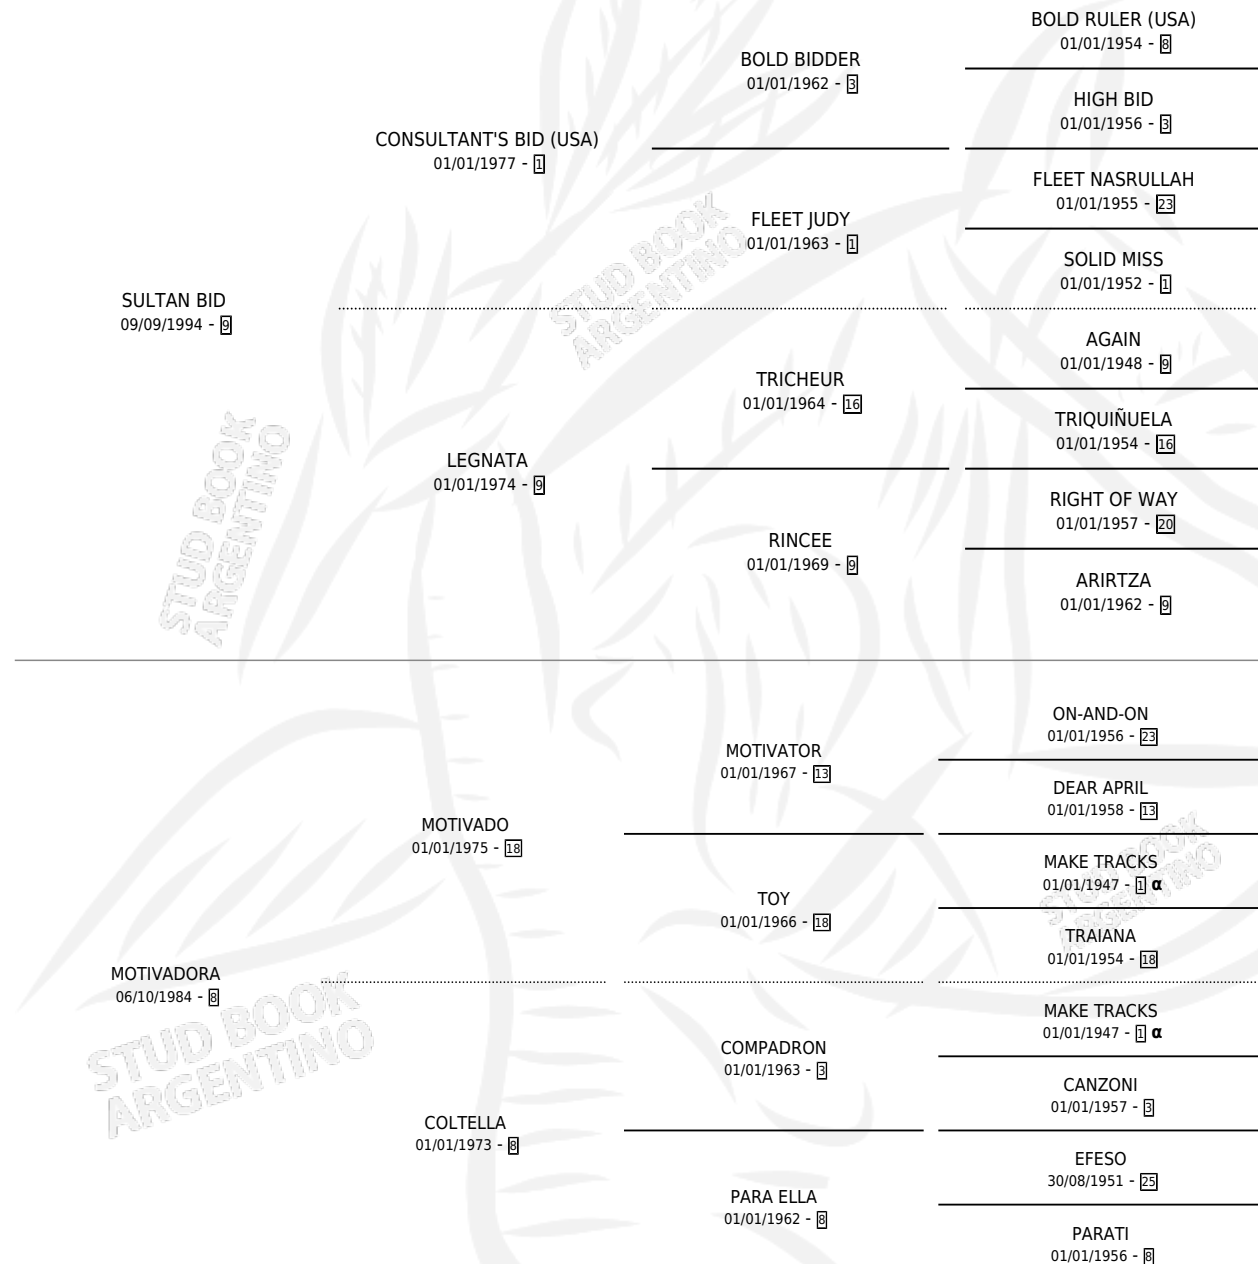 BOLD RULER (USA)
01/01/1954 - 8
BOLD BIDDER
01/01/1962 - 3
HIGH BID
01/01/1956 - 3
CONSULTANT'S BID (USA)
01/01/1977 - 1
FLEET NASRULLAH
01/01/1955 - 23
FLEET JUDY
01/01/1963 - 1
SOLID MISS
01/01/1952 - 1
STUD BOOK
ARGENTINO
SULTAN BID
09/09/1994 - 9
AGAIN
01/01/1948 - 9
TRICHEUR
01/01/1964 - 16
TRIQUIÑUELA
01/01/1954 - 16
LEGNATA
01/01/1974 - 9
STUD BOOK
ARGENTINO
RIGHT OF WAY
01/01/1957 - 20
RINCEE
01/01/1969 - 9
ARIRTZA
01/01/1962 - 9
ON-AND-ON
01/01/1956 - 23
MOTIVATOR
01/01/1967 - 13
DEAR APRIL
01/01/1958 - 13
MOTIVADO
01/01/1975 - 18
STUD BOOK
ARGENTINO
MAKE TRACKS
01/01/1947 - 1 α
TOY
01/01/1966 - 18
TRAIANA
01/01/1954 - 18
MOTIVADORA
06/10/1984 - 8
STUD BOOK
ARGENTINO
MAKE TRACKS
01/01/1947 - 1 α
COMPADRON
01/01/1963 - 3
CANZONI
01/01/1957 - 3
COLTELLA
01/01/1973 - 8
EFESO
30/08/1951 - 25
PARA ELLA
01/01/1962 - 8
PARATI
01/01/1956 - 8